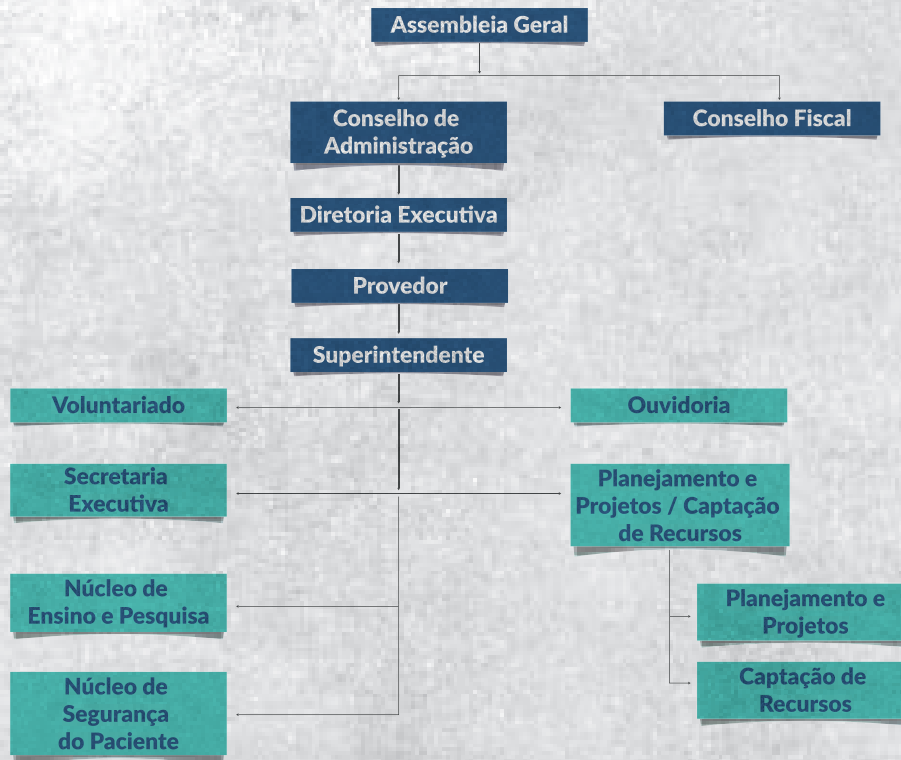 Assembleia Geral
Conselho de
Administração
Conselho Fiscal
Diretoria Executiva
Provedor
Superintendente
Voluntariado
Ouvidoria
Secretaria
Executiva
Planejamento e
Projetos / Captação
de Recursos
Núcleo de
Ensino e Pesquisa
Planejamento e
Projetos
Núcleo de
Segurança
do Paciente
Captação de
Recursos